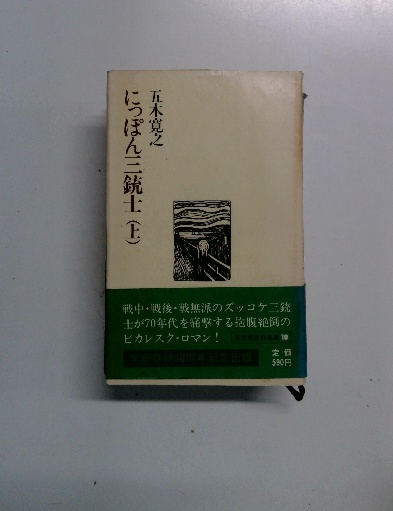 五木寛之
にっぽん三銃士(上)
戦中・戦後・戦無派のズッコケ三銃
士が70年代を痛撃する抱腹絶倒の
ピカレスク・ロマン!
定価
580円